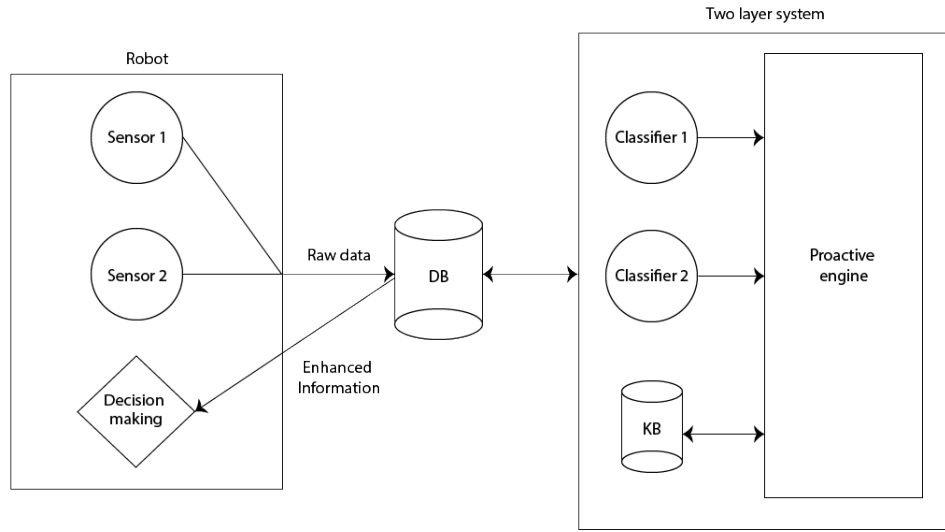 Two layer system
Robot
Sensor 1
Classifier 1
Raw data
Sensor 2
DB
Classifier 2
Proactive
engine
Enhanced
Information
Decision
making
KB